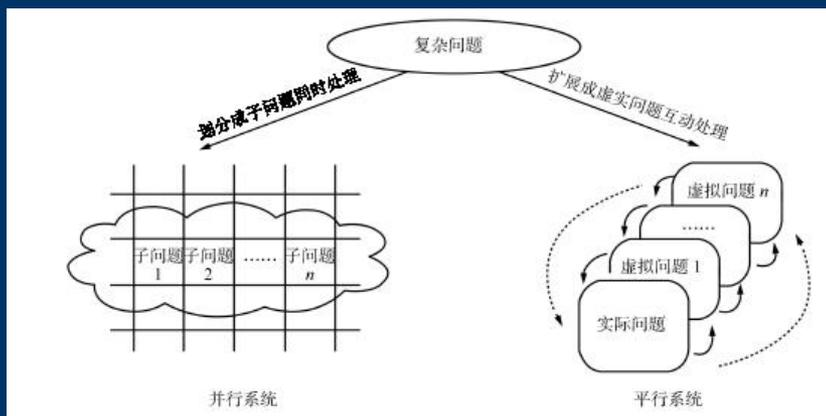 复杂问题
划分成子问题同时处理
扩展成虚实问题互动处理
子问题 子问题 …… 子问题
1 2 n
虚拟问题 n
……
虚拟问题 1
实际问题
并行系统
平行系统